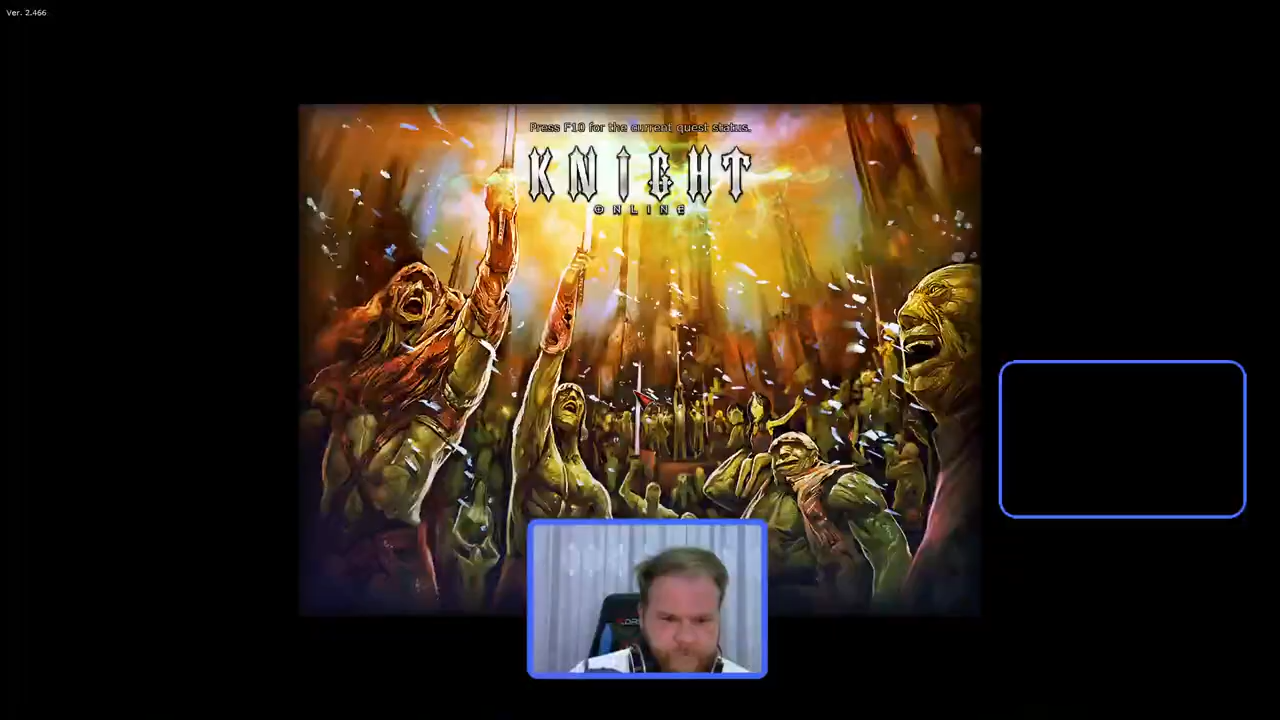 Ver. 2.466
Press F10 for the current quest status.
KNIGHT
ONLINE